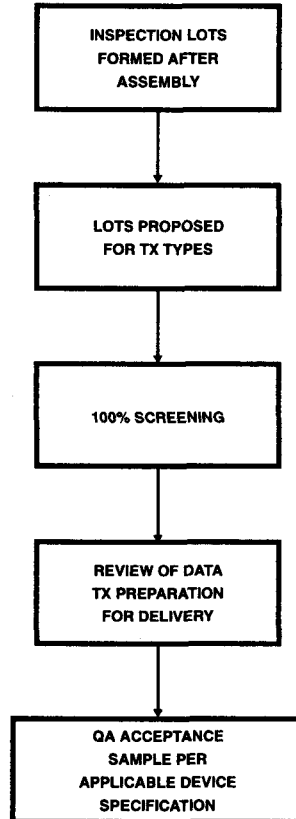 INSPECTION LOTS
FORMED AFTER
ASSEMBLY
LOTS PROPOSED
FOR TX TYPES
100% SCREENING
REVIEW OF DATA
TX PREPARATION
FOR DELIVERY
QA ACCEPTANCE
SAMPLE PER
APPLICABLE DEVICE
SPECIFICATION